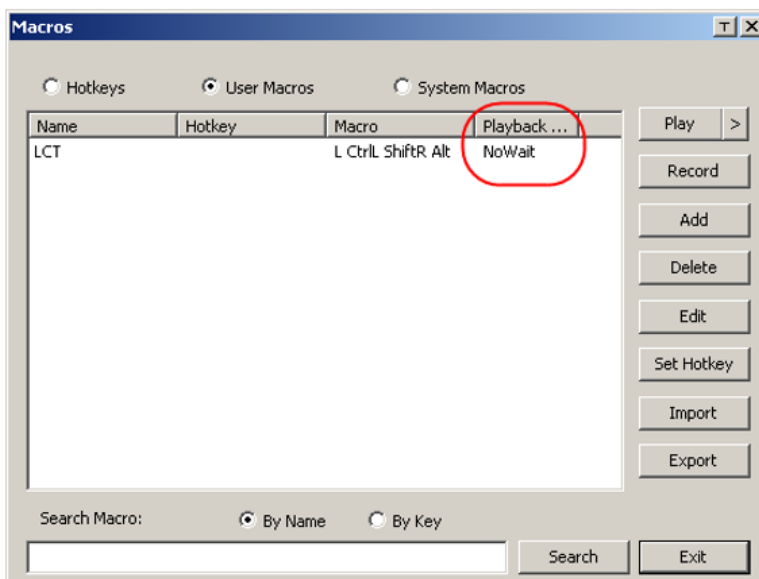 Macros
T X
Hotkeys User Macros System Macros
Name Hotkey Macro Playback ...
LCT L CtrlL ShiftR Alt NoWait
Play >
Record
Add
Delete
Edit
Set Hotkey
Import
Export
Search Macro: By Name By Key
Search Exit